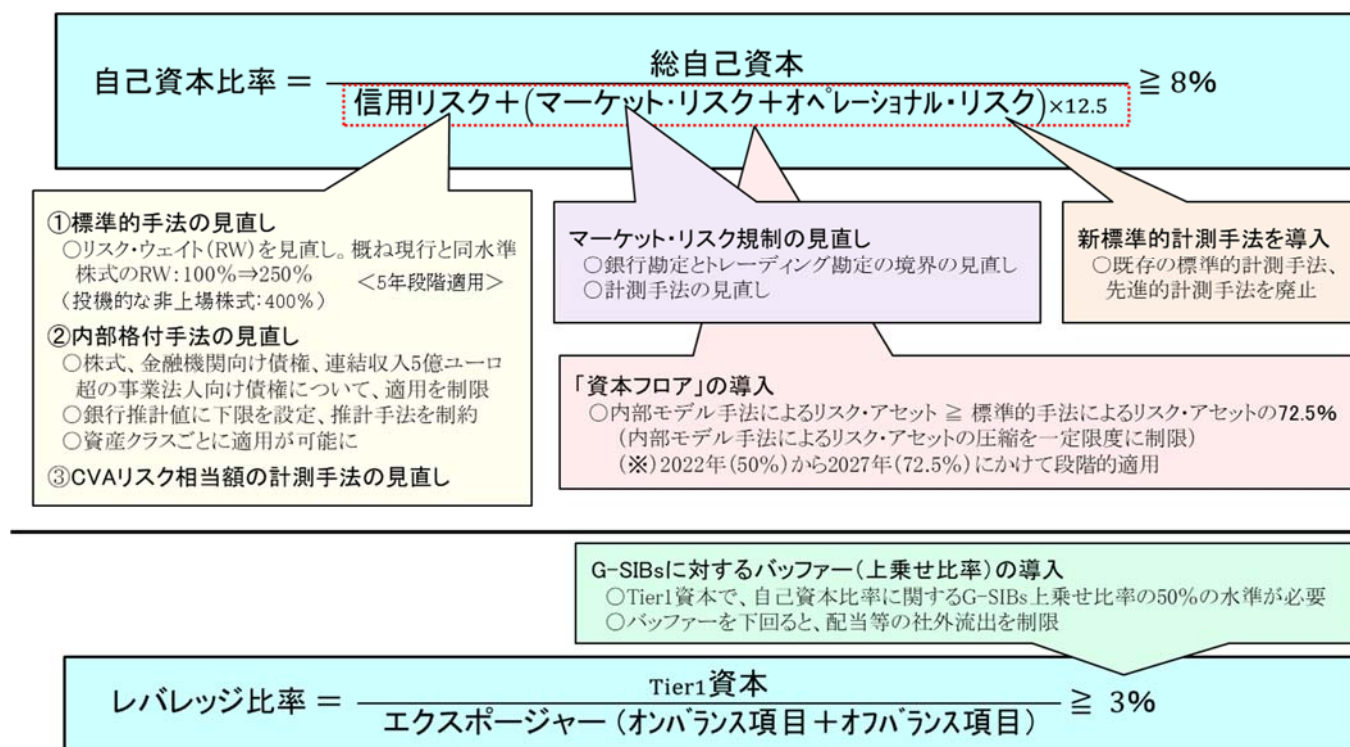 総自己資本
自己資本比率 = ≧ 8%
信用リスク+(マーケット・リスク+オペレーショナル・リスク)×12.5
①標準的手法の見直し
○リスク・ウェイト(RW)を見直し。概ね現行と同水準
株式のRW:100%⇒250% <5年段階適用>
(投機的な非上場株式:400%)
②内部格付手法の見直し
○株式、金融機関向け債権、連結収入5億ユーロ
超の事業法人向け債権について、適用を制限
○銀行推計値に下限を設定、推計手法を制約
○資産クラスごとに適用が可能に
③CVAリスク相当額の計測手法の見直し
マーケット・リスク規制の見直し
○銀行勘定とトレーディング勘定の境界の見直し
○計測手法の見直し
新標準的計測手法を導入
○既存の標準的計測手法、
先進的計測手法を廃止
「資本フロア」の導入
○内部モデル手法によるリスク・アセット ≧ 標準的手法によるリスク・アセットの72.5%
(内部モデル手法によるリスク・アセットの圧縮を一定限度に制限)
(※)2022年(50%)から2027年(72.5%)にかけて段階的適用
G-SIBsに対するバッファー(上乗せ比率)の導入
○Tier1資本で、自己資本比率に関するG-SIBs上乗せ比率の50%の水準が必要
○バッファーを下回ると、配当等の社外流出を制限
Tier1資本
レバレッジ比率 = ≧ 3%
エクスポージャー(オンバランス項目+オフバランス項目)